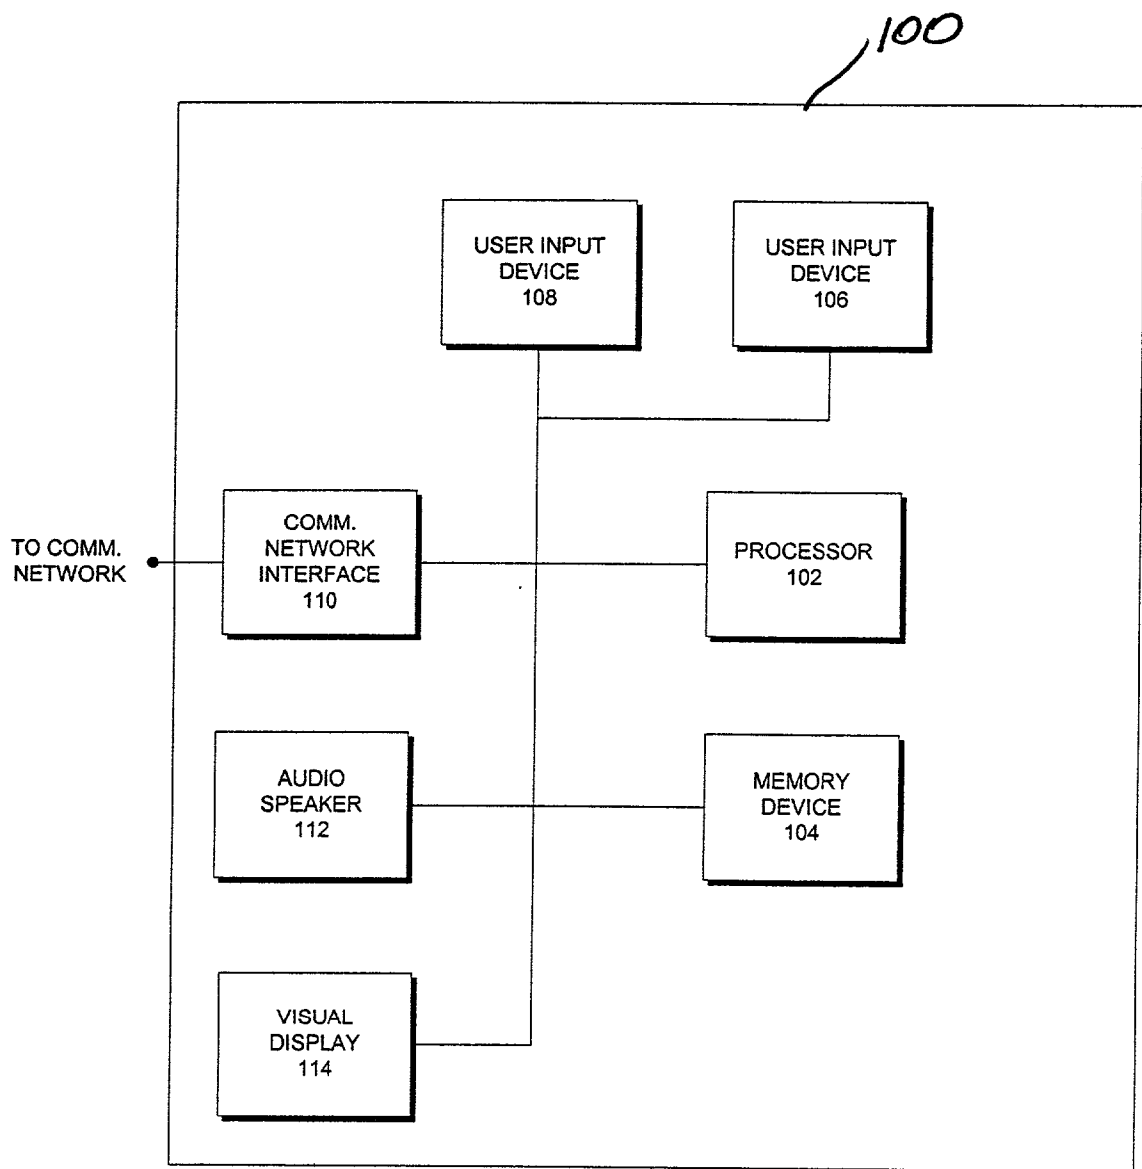 100
USER INPUT
DEVICE
108
USER INPUT
DEVICE
106
COMM.
NETWORK
INTERFACE
110
TO COMM.
NETWORK
PROCESSOR
102
AUDIO
SPEAKER
112
MEMORY
DEVICE
104
VISUAL
DISPLAY
114